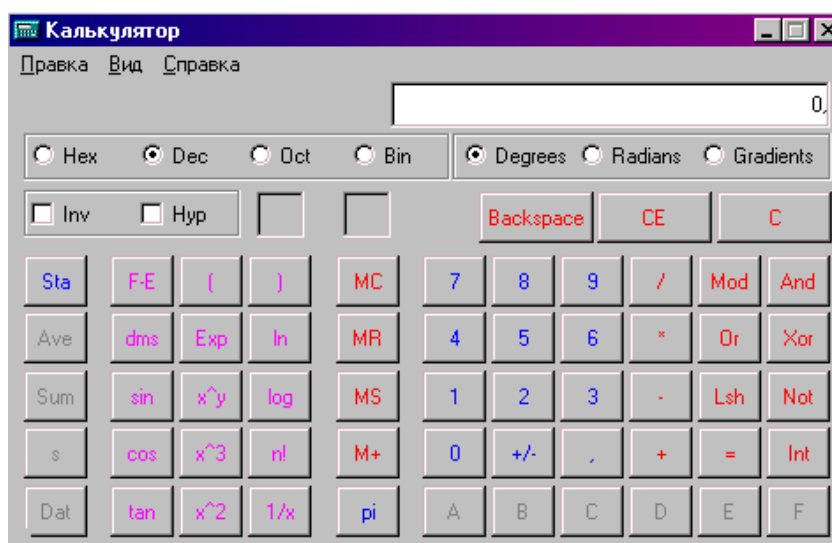 Калькулятор
Правка Вид Справка
0,
Hex Dec Oct Bin Degrees Radians Gradients
Inv Hyp Backspace CE C
Sta F-E ( ) MC 7 8 9 / Mod And
Ave dms Exp ln MR 4 5 6 * Or Xor
Sum sin x^y log MS 1 2 3 - Lsh Not
s cos x^3 n! M+ 0 +/- , + = Int
Dat tan x^2 1/x pi A B C D E F